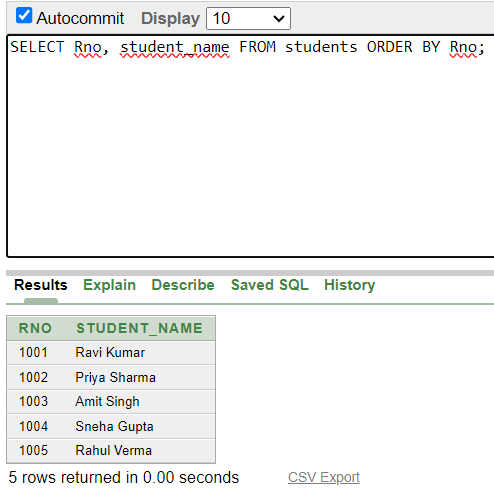 Autocommit Display 10
SELECT Rno, student_name FROM students ORDER BY Rno;
Results Explain Describe Saved SQL History
RNO STUDENT_NAME
1001 Ravi Kumar
1002 Priya Sharma
1003 Amit Singh
1004 Sneha Gupta
1005 Rahul Verma
5 rows returned in 0.00 seconds CSV Export